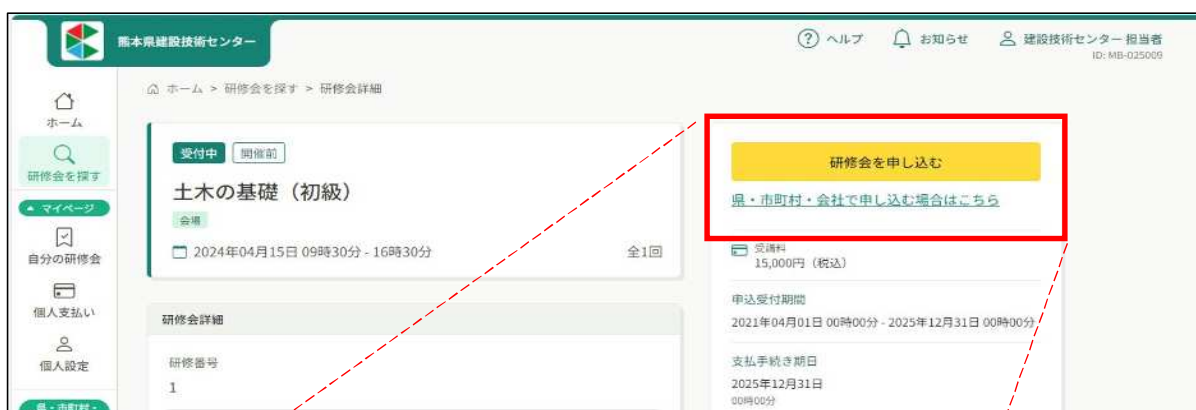 熊本県建設技術センター
ヘルプ
お知らせ
建設技術センター 担当者
ID: MB-025009
ホーム > 研修会を探す > 研修会詳細
ホーム
研修会を探す
マイページ
自分の研修会
個人支払い
個人設定
県・市町村・
受付中 開催前
土木の基礎（初級）
会場
2024年04月15日 09時30分 - 16時30分
全1回
研修会詳細
研修番号
1
研修会を申し込む
県・市町村・会社で申し込む場合はこちら
受講料
15,000円（税込）
申込受付期間
2021年04月01日 00時00分 - 2025年12月31日 00時00分
支払手続き期日
2025年12月31日
00時00分